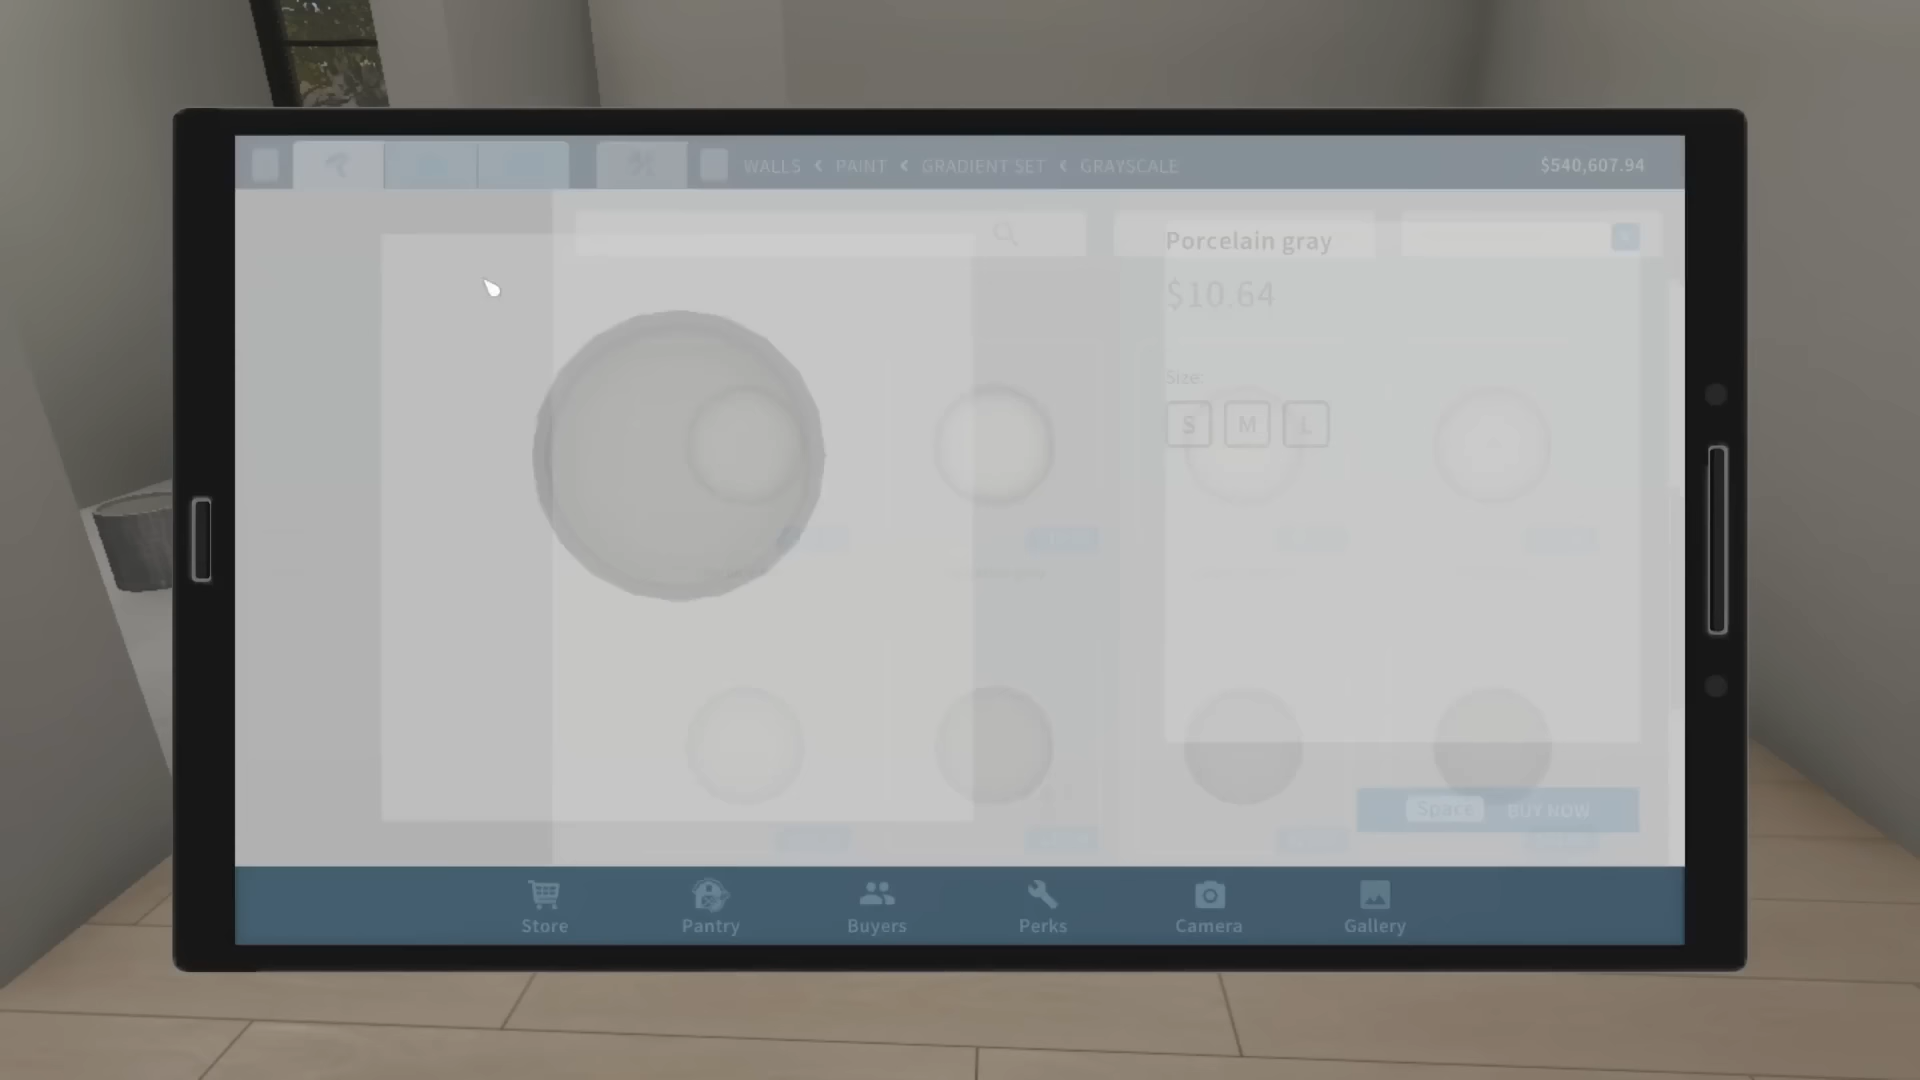 WALLS < PAINT < GRADIENT SET < GRAYSCALE
$540,607.94
Porcelain gray
$10.64
Size:
S M L
Space BUY NOW
Store Pantry Buyers Perks Camera Gallery